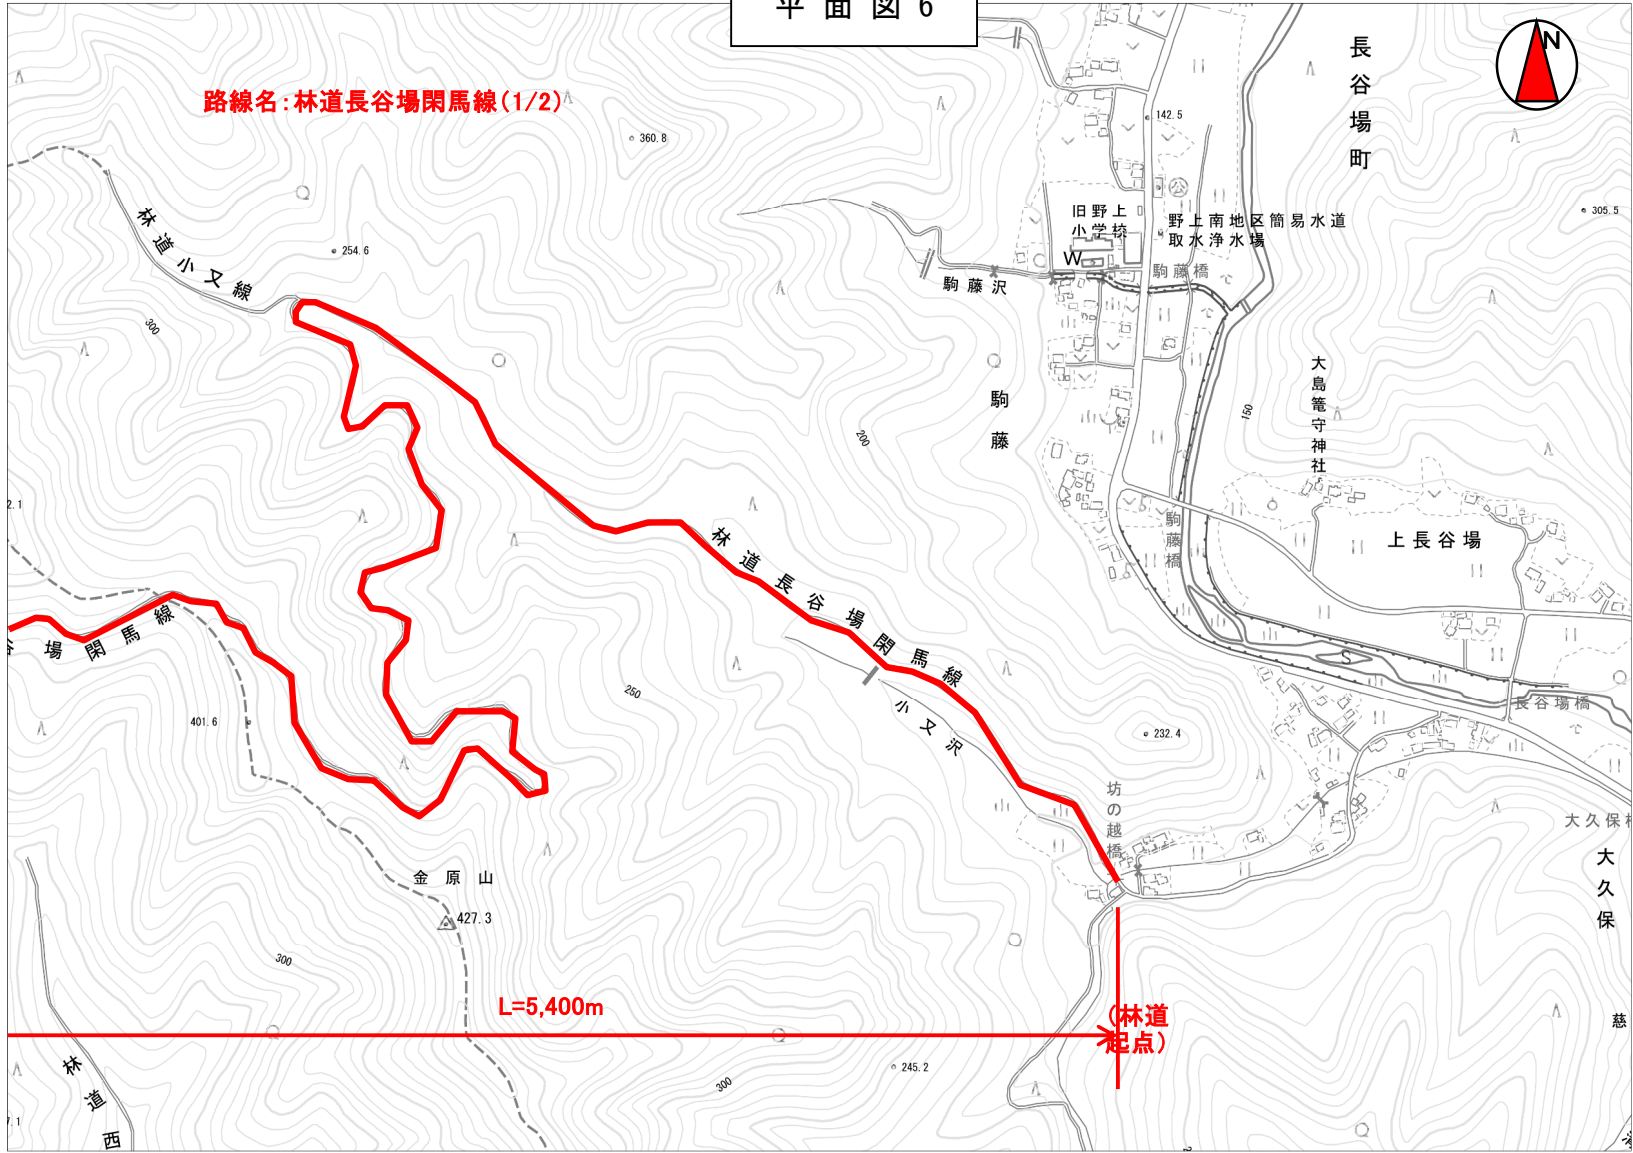 平面図6
N
路線名:林道長谷場閑馬線(1/2)
長谷場町
360.8
142.5
305.5
林道小又線
254.6
公
旧野上
小学校
野上南地区簡易水道
取水浄水場
W
駒藤橋
駒藤沢
300
大島篭守神社
駒藤
150
200
2.1
林道長谷場閑馬線
駒藤橋
上長谷場
場閑馬線
S
250
長谷場橋
401.6
小又沢
232.4
坊の越橋
大久保
大久保
金原山
427.3
300
L=5,400m
(林道
起点)
慈
245.2
300
林道西
7.1